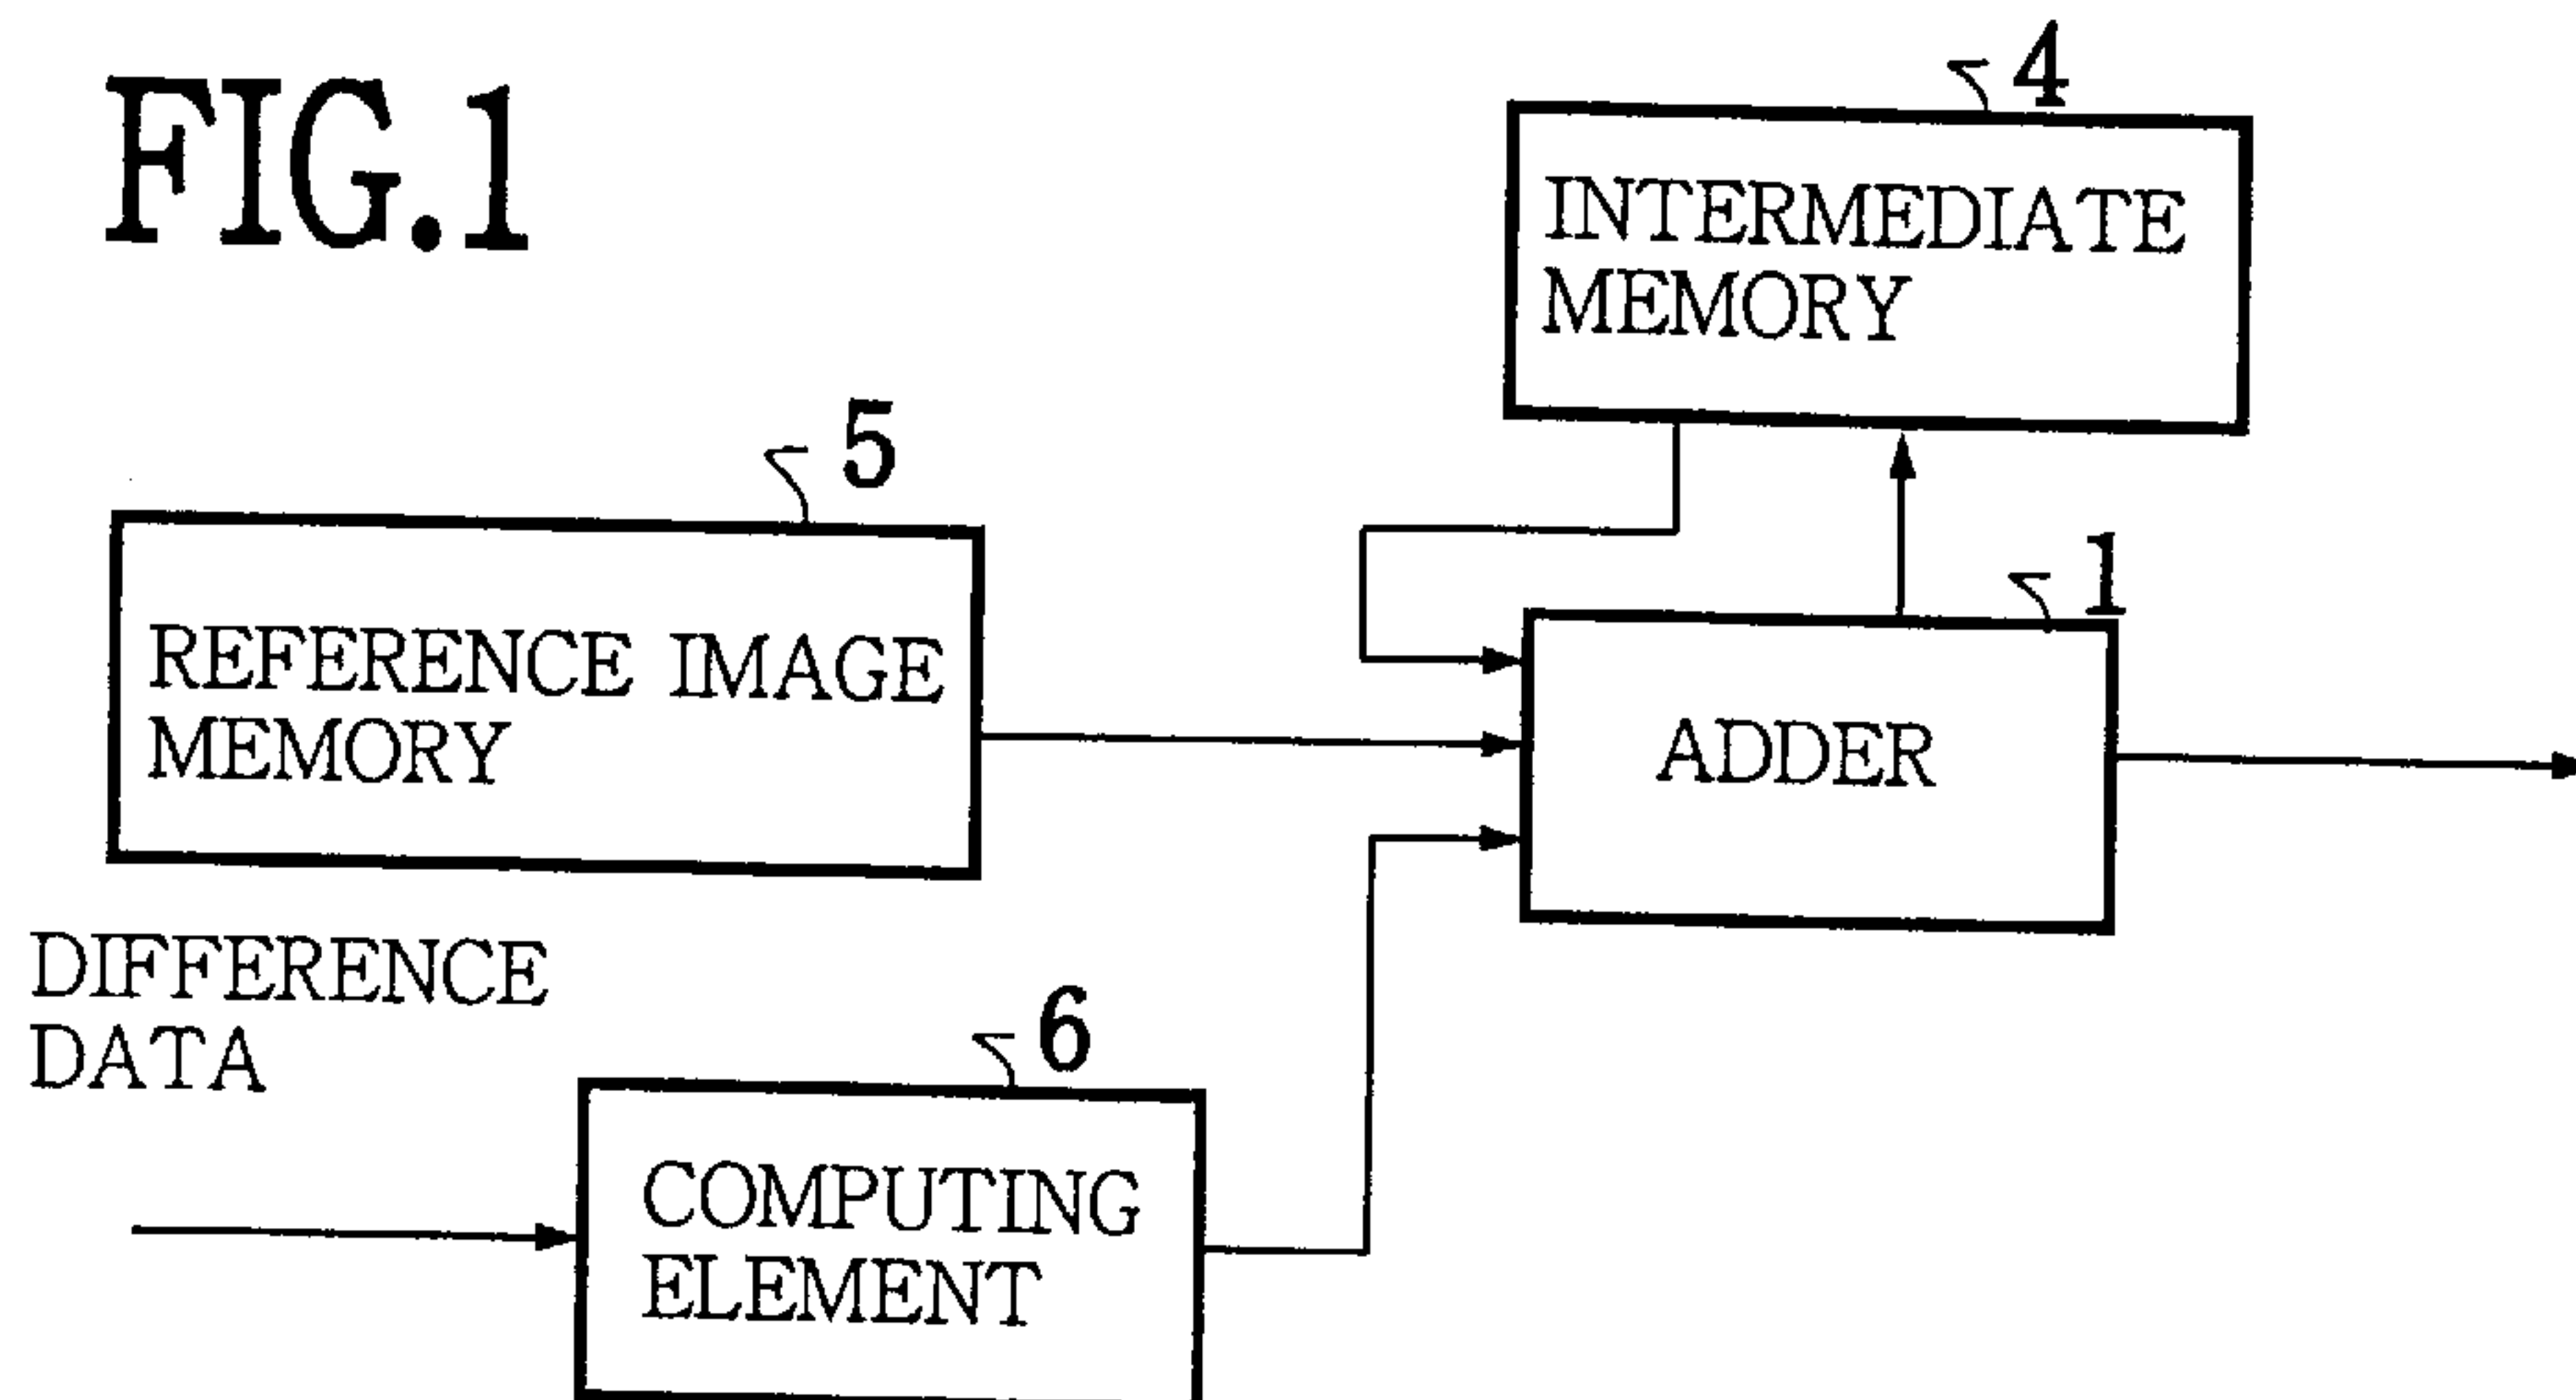 FIG.1
4
INTERMEDIATE
MEMORY
5
REFERENCE IMAGE
MEMORY
1
ADDER
DIFFERENCE
DATA
6
COMPUTING
ELEMENT